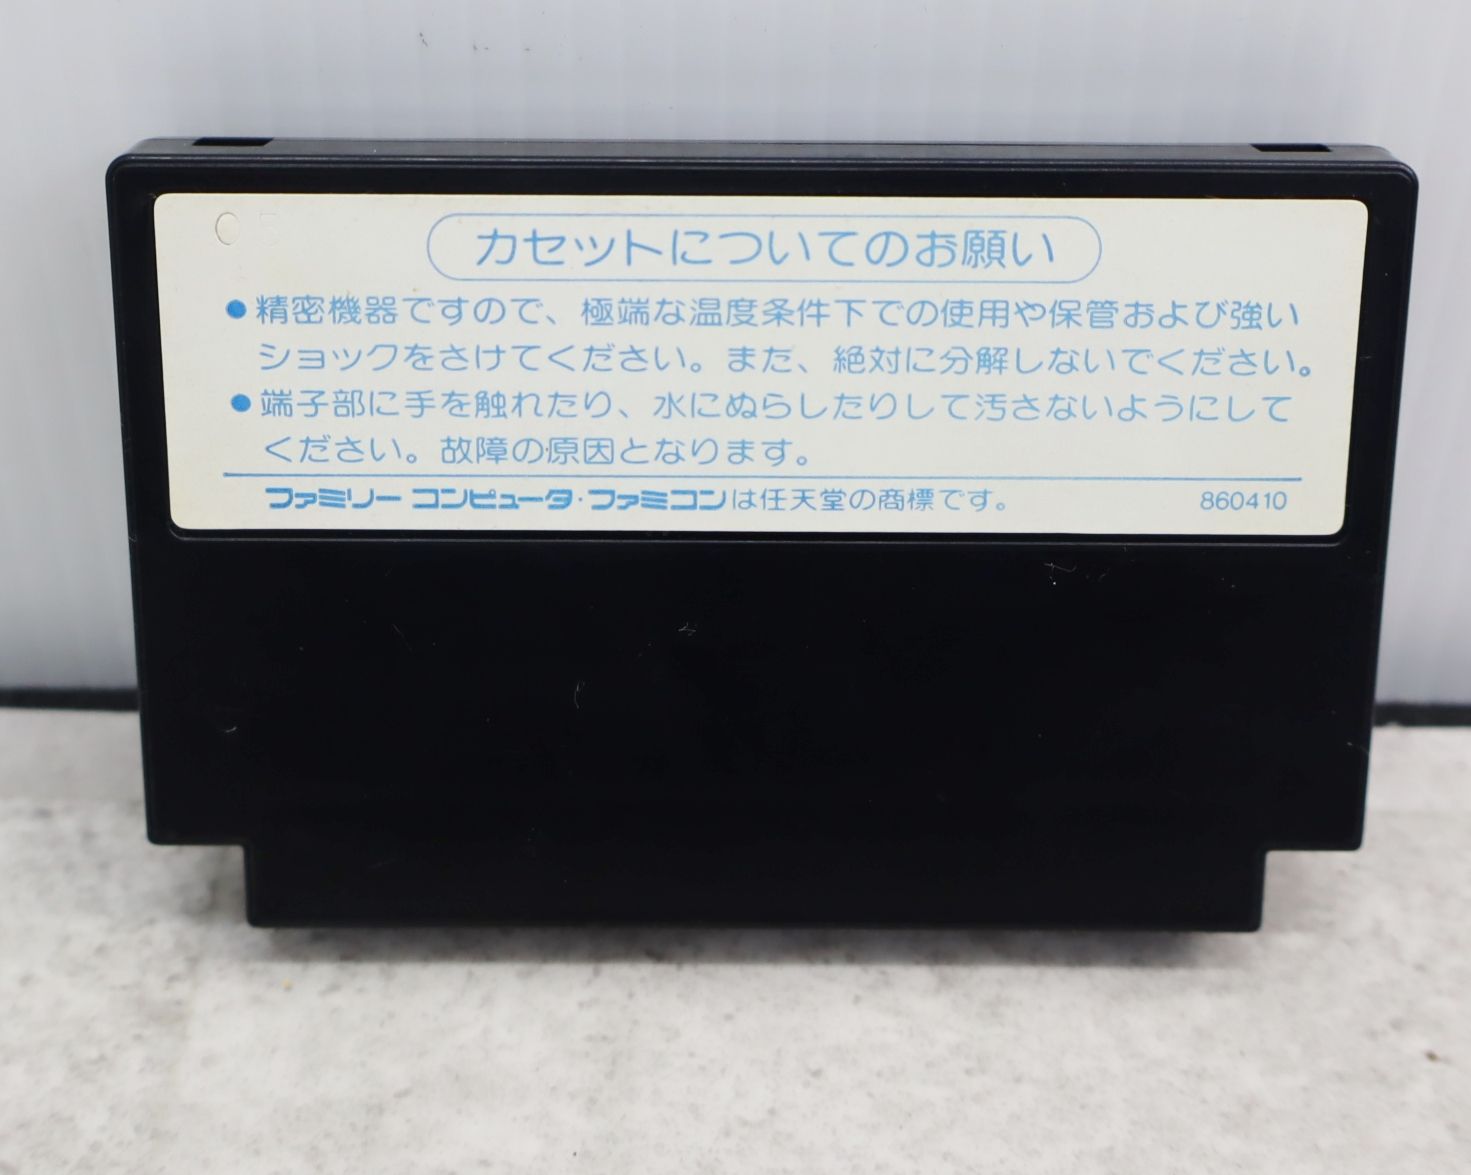 カセットについてのお願い
●精密機器ですので、極端な温度条件下での使用や保管および強い
ショックをさけてください。また、絶対に分解しないでください。
●端子部に手を触れたり、水にぬらしたりして汚さないようにして
ください。故障の原因となります。
ファミリー コンピュータ・ファミコンは任天堂の商標です。 860410